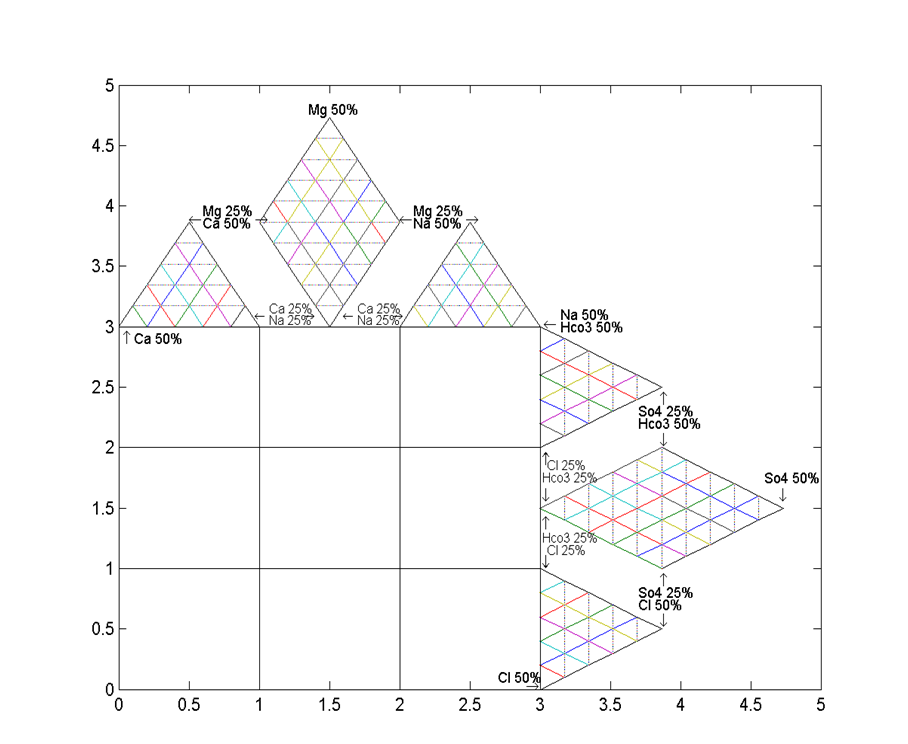 5
Mg 50%
4.5
Mg 25%
Ca 50%
Mg 25%
Na 50%
4
3.5
Ca 25%
Na 25%
Ca 25%
Na 25%
Na 50%
Hco3 50%
3
Ca 50%
2.5
So4 25%
Hco3 50%
2
Cl 25%
Hco3 25%
So4 50%
1.5
Hco3 25%
Cl 25%
1
So4 25%
Cl 50%
0.5
Cl 50%
0
0 0.5 1 1.5 2 2.5 3 3.5 4 4.5 5